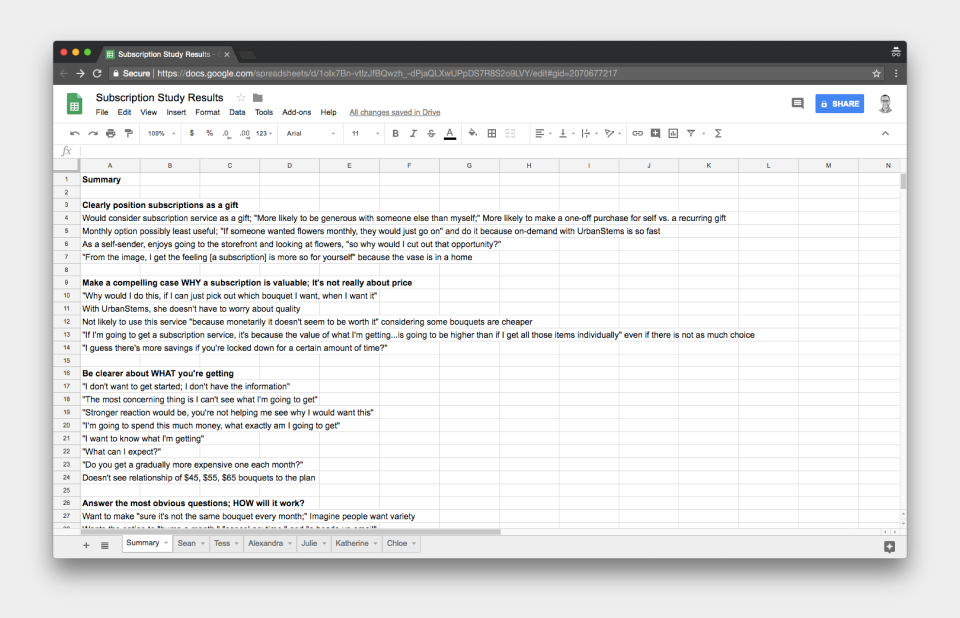 Subscription Study Results -
Secure | https://docs.google.com/spreadsheets/d/1oIx7Bn-vtIzJfBQwzh_-dPjaQLXwUPpDS7R8S2o9LVY/edit#gid=2070677217
Subscription Study Results
SHARE
File Edit View Insert Format Data Tools Add-ons Help All changes saved in Drive
100% $ % .0 .00 123 Arial 11 B I S A
fx
A B C D E F G H I J K L M N
1 Summary
2
3 Clearly position subscriptions as a gift
4 Would consider subscription service as a gift; "More likely to be generous with someone else than myself;" More likely to make a one-off purchase for self vs. a recurring gift
5 Monthly option possibly least useful; "If someone wanted flowers monthly, they would just go on" and do it because on-demand with UrbanStems is so fast
6 As a self-sender, enjoys going to the storefront and looking at flowers, "so why would I cut out that opportunity?"
7 "From the image, I get the feeling [a subscription] is more so for yourself" because the vase is in a home
8
9 Make a compelling case WHY a subscription is valuable; It's not really about price
10 "Why would I do this, if I can just pick out which bouquet I want, when I want it"
11 With UrbanStems, she doesn't have to worry about quality
12 Not likely to use this service "because monetarily it doesn't seem to be worth it" considering some bouquets are cheaper
13 "If I'm going to get a subscription service, it's because the value of what I'm getting...is going to be higher than if I get all those items individually" even if there is not as much choice
14 "I guess there's more savings if you're locked down for a certain amount of time?"
15
16 Be clearer about WHAT you're getting
17 "I don't want to get started; I don't have the information"
18 "The most concerning thing is I can't see what I'm going to get"
19 "Stronger reaction would be, you're not helping me see why I would want this"
20 "I'm going to spend this much money, what exactly am I going to get"
21 "I want to know what I'm getting"
22 "What can I expect?"
23 "Do you get a gradually more expensive one each month?"
24 Doesn't see relationship of $45, $55, $65 bouquets to the plan
25
26 Answer the most obvious questions; HOW will it work?
27 Want to make "sure it's not the same bouquet every month;" Imagine people want variety
Summary Sean Tess Alexandra Julie Katherine Chloe